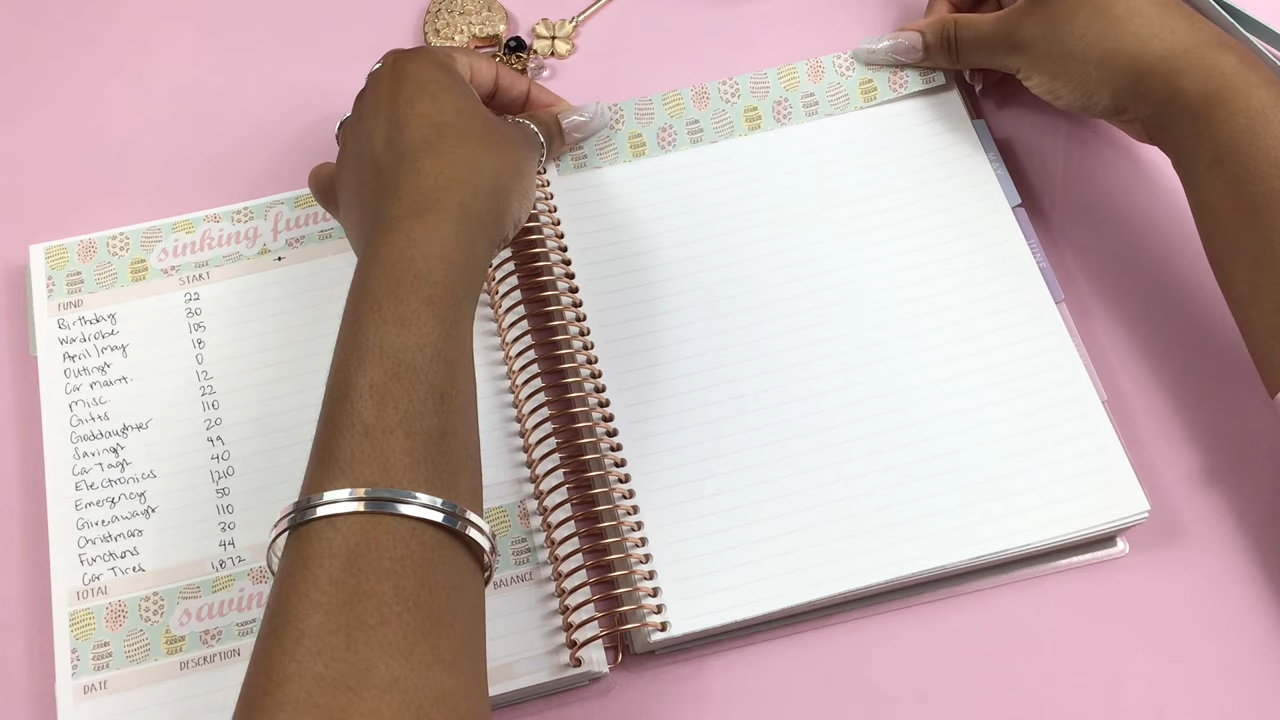 sinking fun
FUND START
Birthday 22
Wardrobe 30
April/May 105
Outings 18
Car maint. 0
Misc. 12
Gifts 22
Goddaughter 110
Savings 20
Car Tags 49
Electronics 40
Emergency 1210
Giveaways 50
Christmas 110
Functions 30
Car Tires 44
TOTAL 1,872
savin
BALANCE
DATE DESCRIPTION
MAY
JUNE